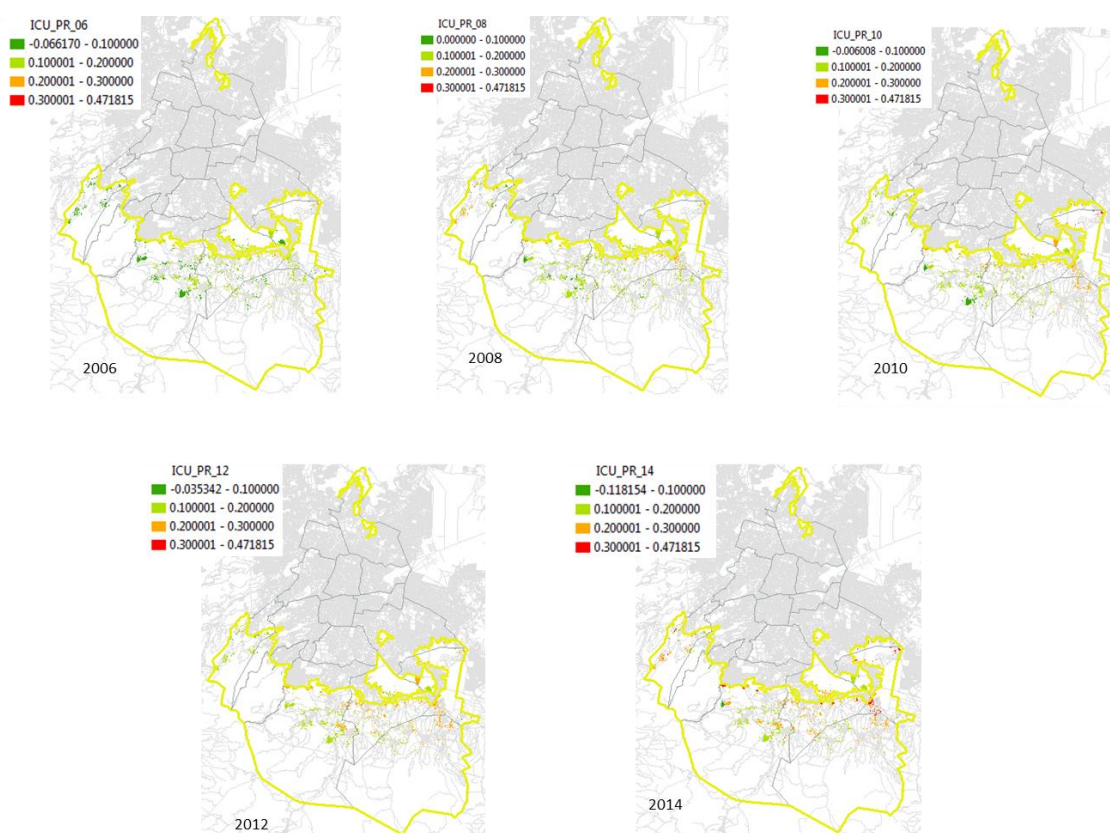 ICU_PR_06
-0.066170 - 0.100000
0.100001 - 0.200000
0.200001 - 0.300000
0.300001 - 0.471815
2006
ICU_PR_08
0.000000 - 0.100000
0.100001 - 0.200000
0.200001 - 0.300000
0.300001 - 0.471815
2008
ICU_PR_10
-0.006008 - 0.100000
0.100001 - 0.200000
0.200001 - 0.300000
0.300001 - 0.471815
2010
ICU_PR_12
-0.035342 - 0.100000
0.100001 - 0.200000
0.200001 - 0.300000
0.300001 - 0.471815
2012
ICU_PR_14
-0.118154 - 0.100000
0.100001 - 0.200000
0.200001 - 0.300000
0.300001 - 0.471815
2014